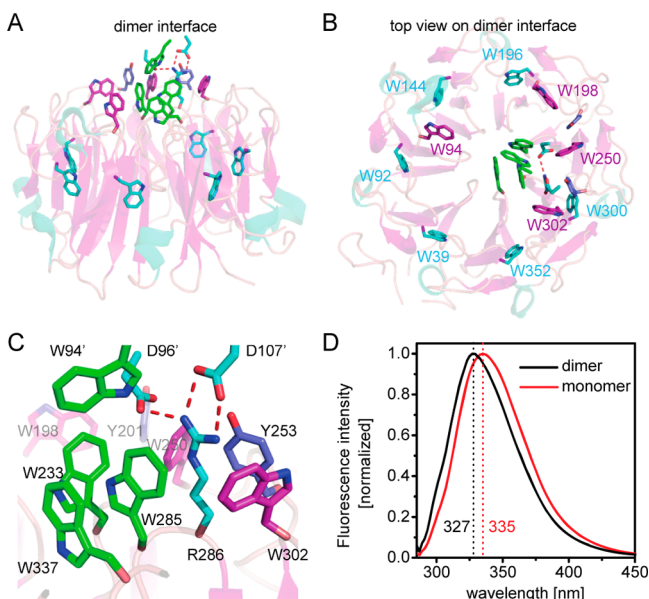 A
dimer interface
B
top view on dimer interface
W196
W144
W198
W94
W250
W92
W300
W302
W39
W352
C
W94'
D96'
D107'
W198
Y201
W250
Y253
W233
W285
W337
R286
W302
D
Fluorescence intensity
[normalized]
1.0
0.8
0.6
0.4
0.2
0.0
dimer
monomer
327
335
300
350
400
450
wavelength [nm]